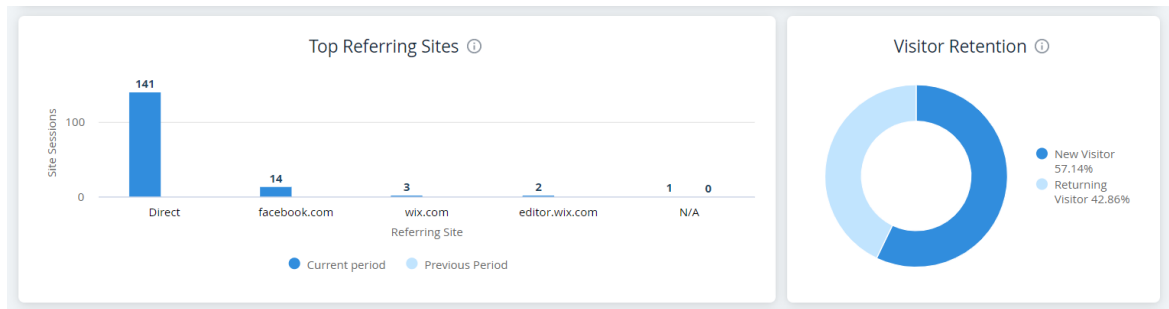 Top Referring Sites
Site Sessions
100
0
141
14
3
2
1 0
Direct
facebook.com
wix.com
editor.wix.com
N/A
Referring Site
Current period
Previous Period
Visitor Retention
New Visitor
57.14%
Returning
Visitor 42.86%